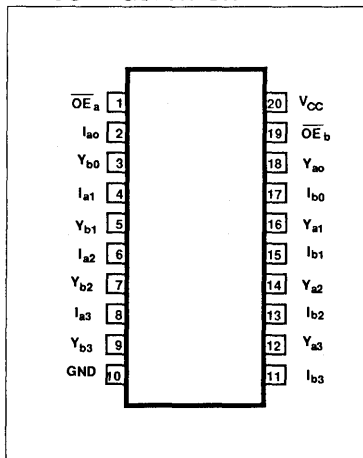 OE̅a 1 20 VCC
Iao 2 19 OE̅b
Yb0 3 18 Yao
Ia1 4 17 Ib0
Yb1 5 16 Ya1
Ia2 6 15 Ib1
Yb2 7 14 Ya2
Ia3 8 13 Ib2
Yb3 9 12 Ya3
GND 10 11 Ib3